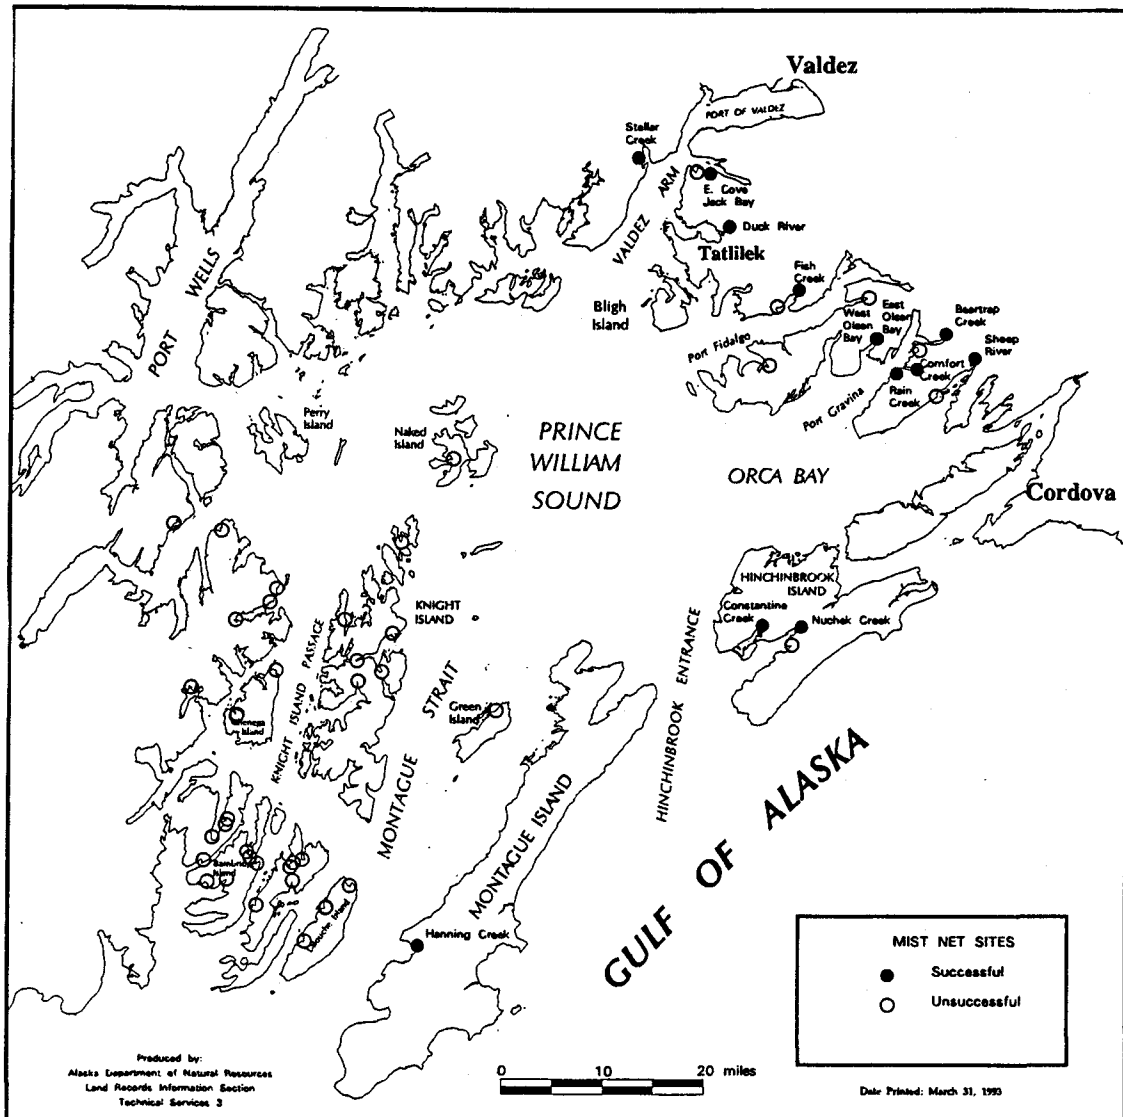 Valdez
PORT OF VALDEZ
Stellar
Creek
ARM
VALDEZ
E. Cove
Jack Bay
Duck River
Tatlilek
Fish
Creek
PORT WELLS
Bligh
Island
West
Olsen
Bay
East
Olsen
Bay
Beartrap
Creek
Sheep
River
Port Fidalgo
Comfort
Creek
Rain
Creek
Port Gravina
Perry
Island
Naked
Island
PRINCE
WILLIAM
SOUND
ORCA BAY
Cordova
HINCHINBROOK
ISLAND
Constantine
Creek
Nuchek Creek
KNIGHT
ISLAND
KNIGHT ISLAND PASSAGE
MONTAGUE STRAIT
Green
Island
HINCHINBROOK ENTRANCE
Island
MONTAGUE ISLAND
GULF OF ALASKA
Island
Island
Hanning Creek
MIST NET SITES
Successful
Unsuccessful
Produced by:
Alaska Department of Natural Resources
Land Records Information Section
Technical Services 3
0 10 20 miles
Date Printed: March 31, 1993